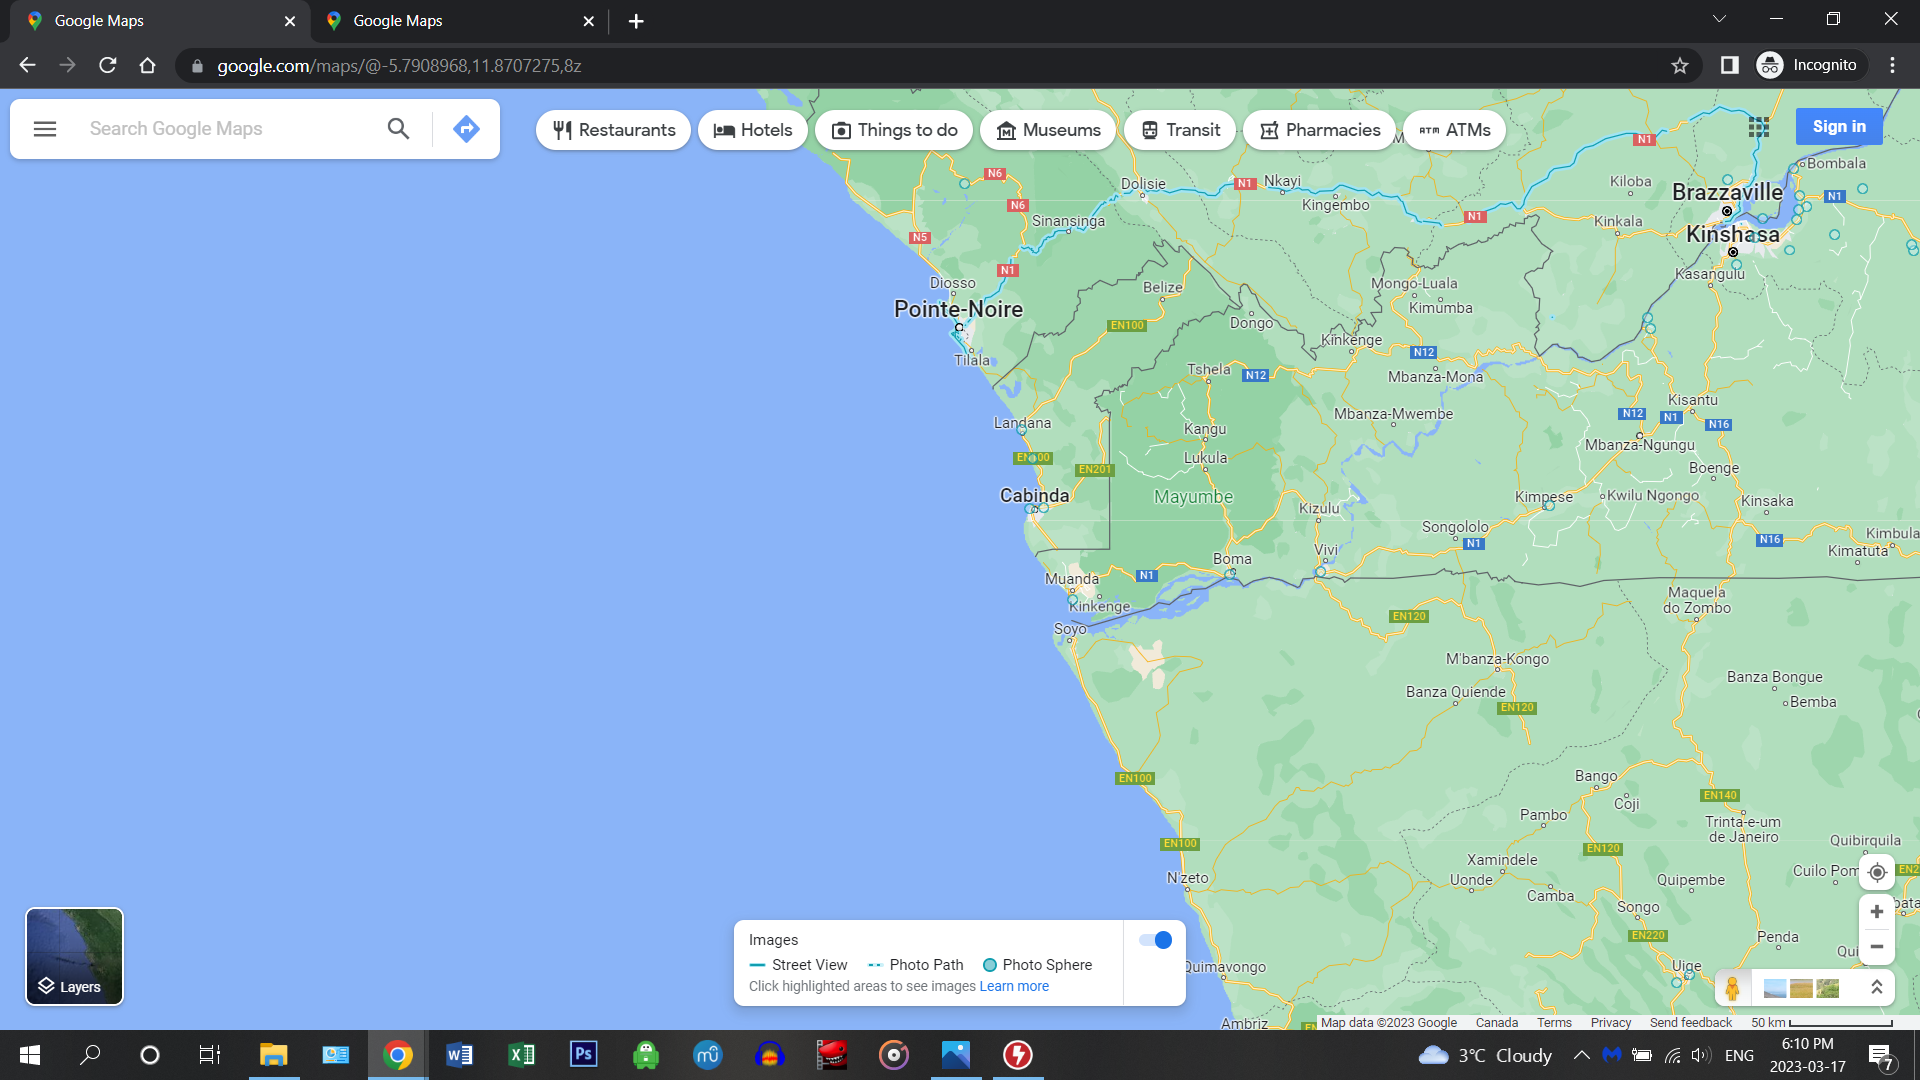 Google Maps
Google Maps
google.com/maps/@-5.7908968,11.8707275,8z
Incognito
Search Google Maps
Restaurants
Hotels
Things to do
Museums
Transit
Pharmacies
ATM ATMs
Sign in
N1
Bombala
N6
Dolisie
N1
Nkayi
Kiloba
Brazzaville
N1
N6
Kingembo
Sinansinga
N1
Kinkala
N5
Kinshasa
N1
Kasangulu
Diosso
Belize
Mongo-Luala
Pointe-Noire
Kimumba
EN100
Dongo
Kinkenge
Tilala
N12
Tshela
N12
Mbanza-Mona
Kisantu
Landana
Mbanza-Mwembe
N12
N1
N16
Kangu
Mbanza-Ngungu
EN100
EN201
Lukula
Boenge
Cabinda
Mayumbe
Kimpese
Kwilu Ngongo
Kinsaka
Kizulu
Songololo
N1
N16
Kimbula
Vivi
Kimatuta
Boma
Muanda
N1
Kinkenge
Maquela
do Zombo
EN120
Soyo
M'banza-Kongo
Banza Bongue
Banza Quiende
Bemba
EN120
EN100
Bango
EN140
Coji
Pambo
Trinta-e-um
de Janeiro
EN100
EN120
Quibirquila
Xamindele
Cuilo Pom
EN2
N'zeto
Uonde
Quipembe
Camba
Songo
bata
EN220
Penda
Qui
Quimavongo
Uige
Ambriz
Layers
Images
Street View
Photo Path
Photo Sphere
Click highlighted areas to see images Learn more
Map data ©2023 Google
Canada
Terms
Privacy
Send feedback
50 km
W
X
Ps
mu
3°C Cloudy
ENG
6:10 PM
2023-03-17
7